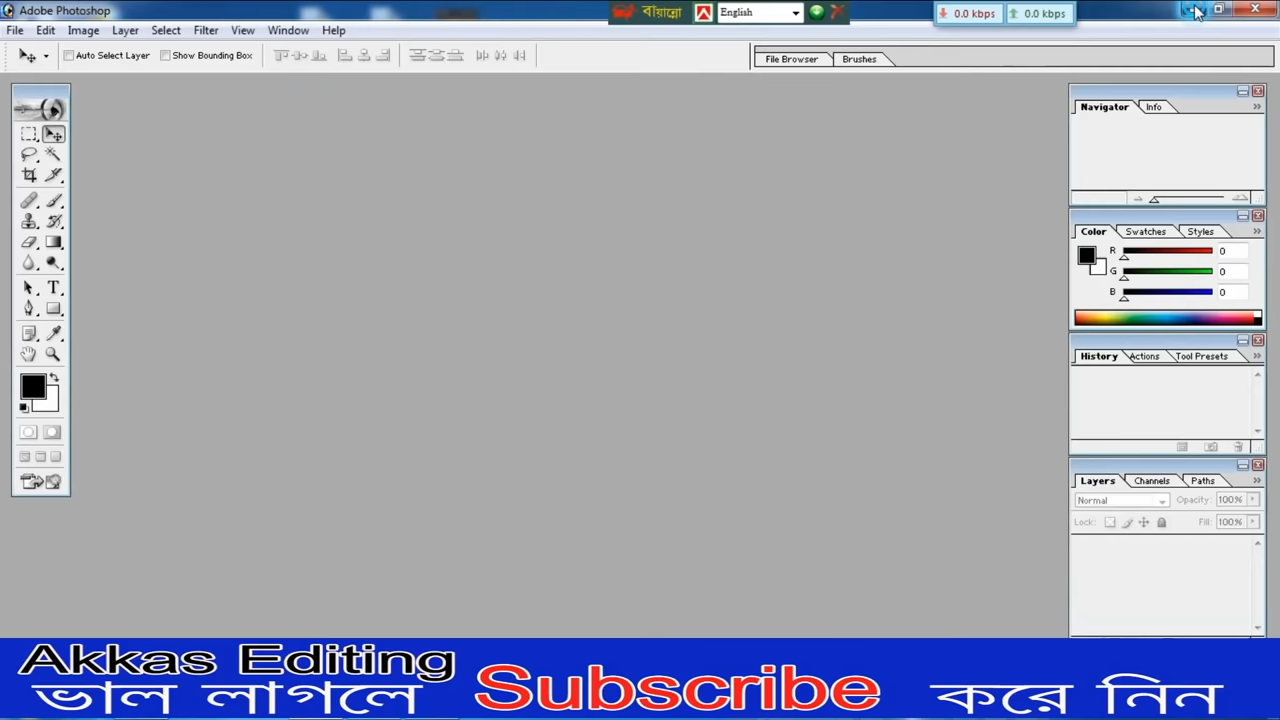 Adobe Photoshop
বায়ান্নো
English
0.0 kbps
0.0 kbps
File Edit Image Layer Select Filter View Window Help
Auto Select Layer
Show Bounding Box
File Browser
Brushes
Navigator
Info
Color
Swatches
Styles
R 0
G 0
B 0
History
Actions
Tool Presets
Layers
Channels
Paths
Normal
Opacity: 100%
Lock:
Fill: 100%
Akkas Editing
ভাল লাগলে Subscribe করে নিন